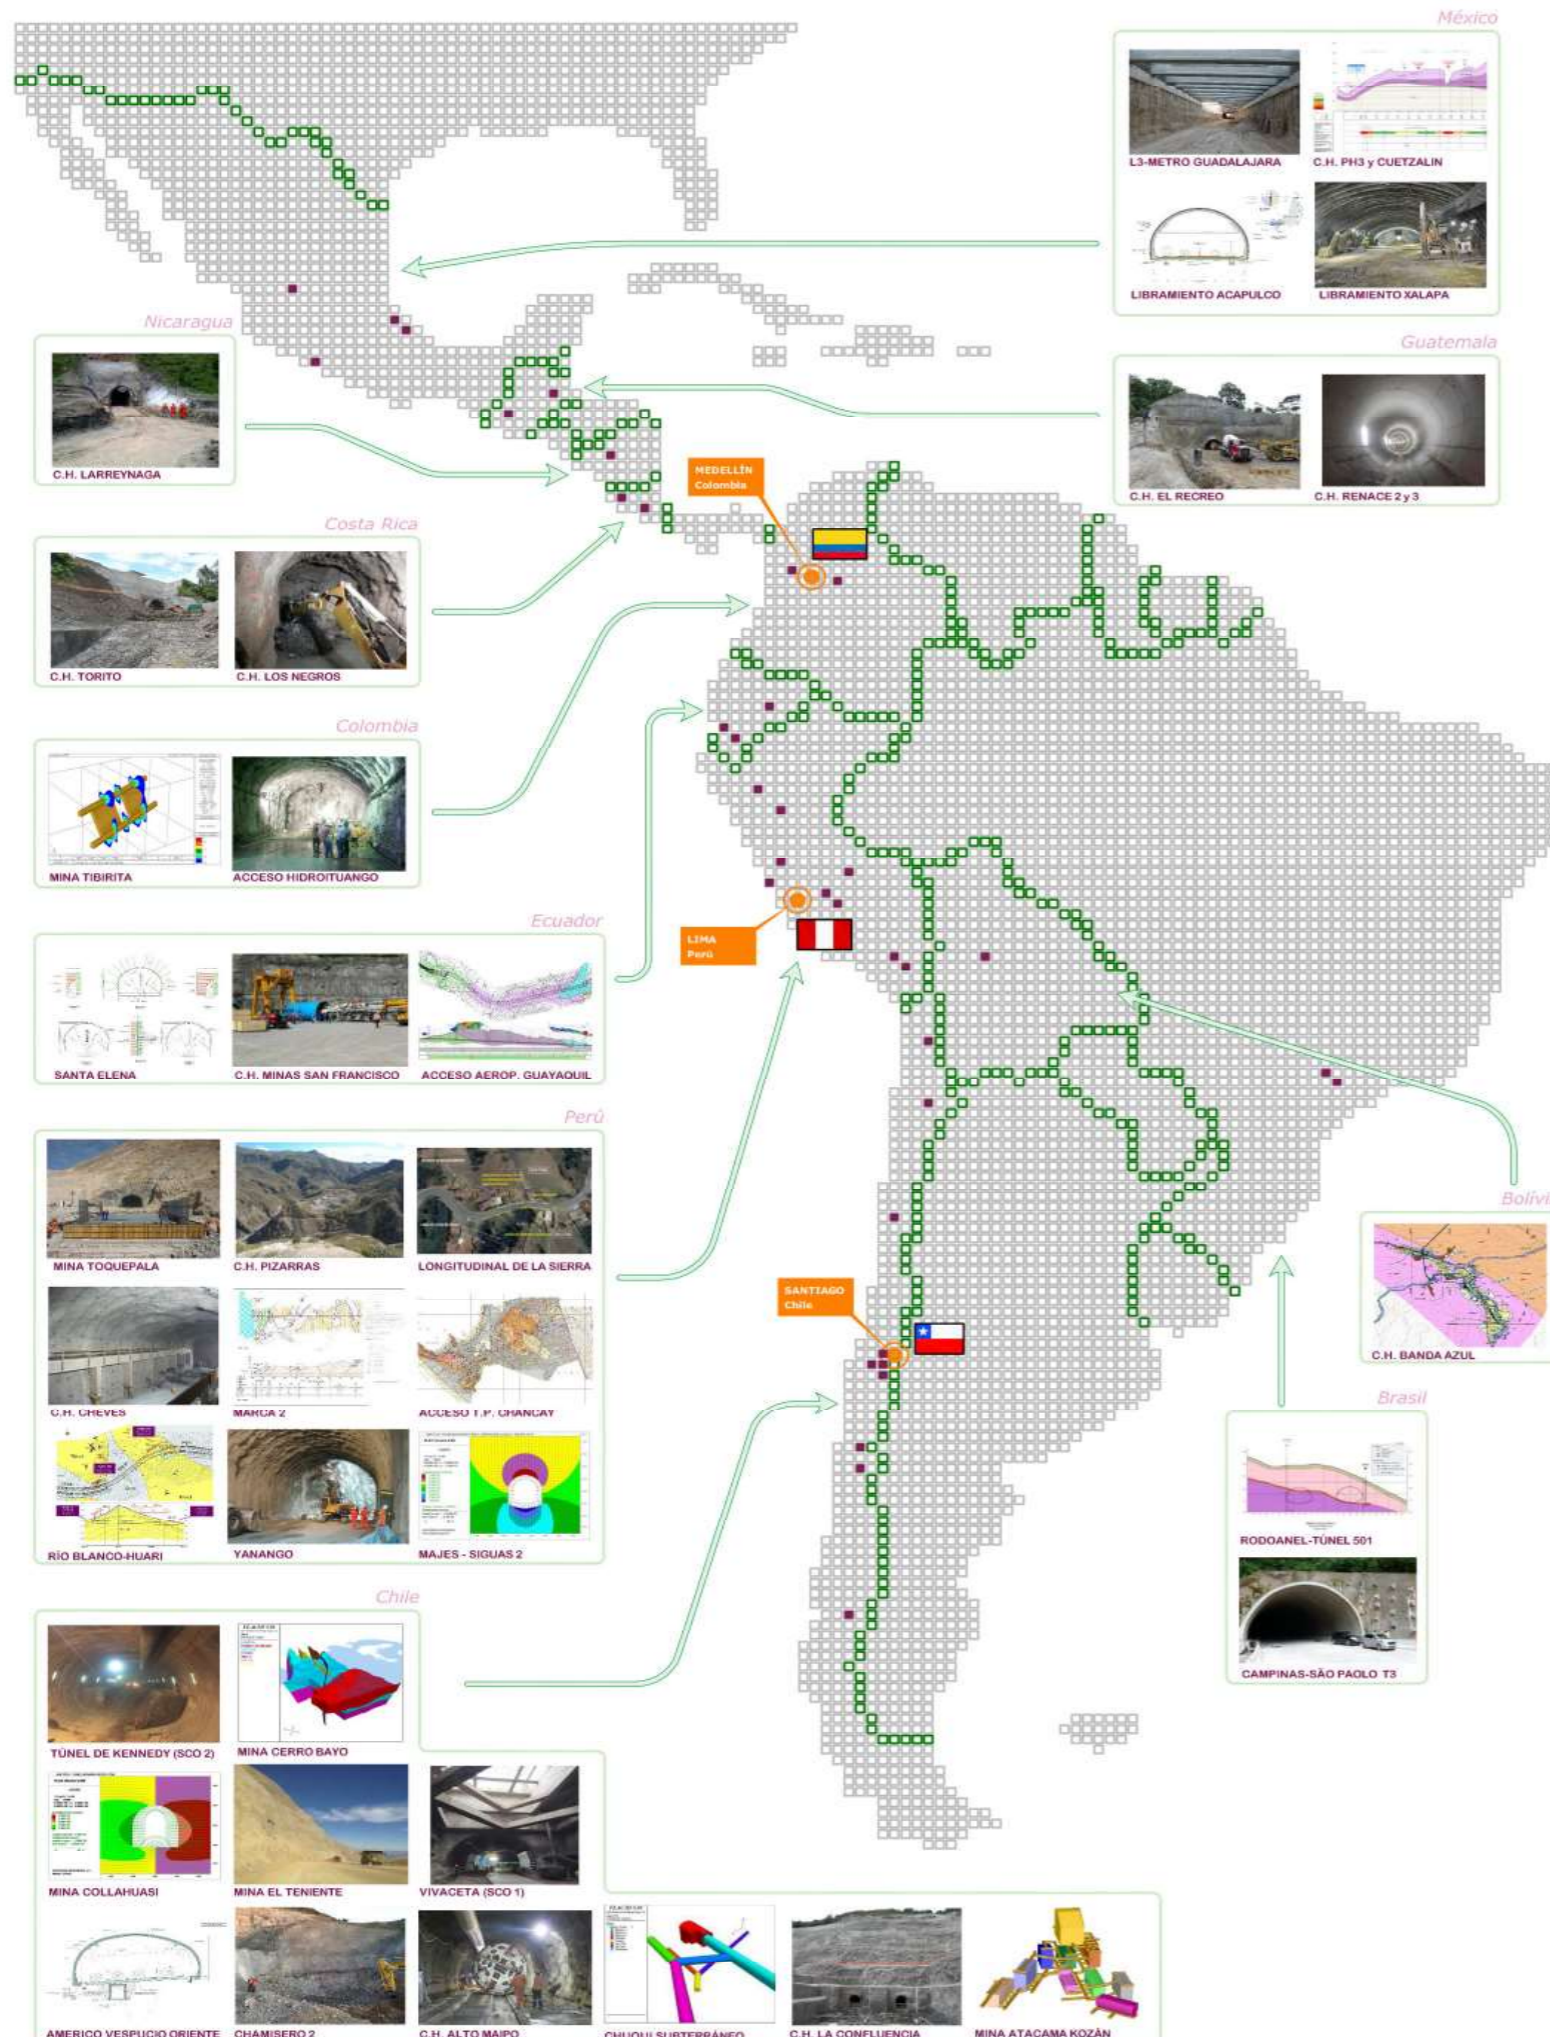 México
L3-METRO GUADALAJARA
C.H. PH3 y CUETZALIN
LIBRAMIENTO ACAPULCO
LIBRAMIENTO XALAPA
Nicaragua
C.H. LARREYNAGA
Guatemala
C.H. EL RECREO
C.H. RENACE 2 y 3
MEDELLÍN
Colombia
Costa Rica
C.H. TORITO
C.H. LOS NEGROS
Colombia
MINA TIBIRITA
ACCESO HIDROITUANGO
Ecuador
SANTA ELENA
C.H. MINAS SAN FRANCISCO
ACCESO AEROP. GUAYAQUIL
LIMA
Perú
Perú
MINA TOQUEPALA
C.H. PIZARRAS
LONGITUDINAL DE LA SIERRA
C.H. CHEVES
MARCA 2
ACCESO T.P. CHANCAY
RÍO BLANCO-HUARI
YANANGO
MAJES - SIGUAS 2
SANTIAGO
Chile
Bolivi
C.H. BANDA AZUL
Brasil
RODOANEL-TÚNEL 501
CAMPINAS-SÃO PAOLO T3
Chile
TÚNEL DE KENNEDY (SCO 2)
MINA CERRO BAYO
MINA COLLAHUASI
MINA EL TENIENTE
VIVACETA (SCO 1)
AMERICO VESPUCIO ORIENTE
CHAMISERO 2
C.H. ALTO MAIPO
CHUQUI SUBTERRÁNEO
C.H. LA CONFLUENCIA
MINA ATACAMA KOZÁN